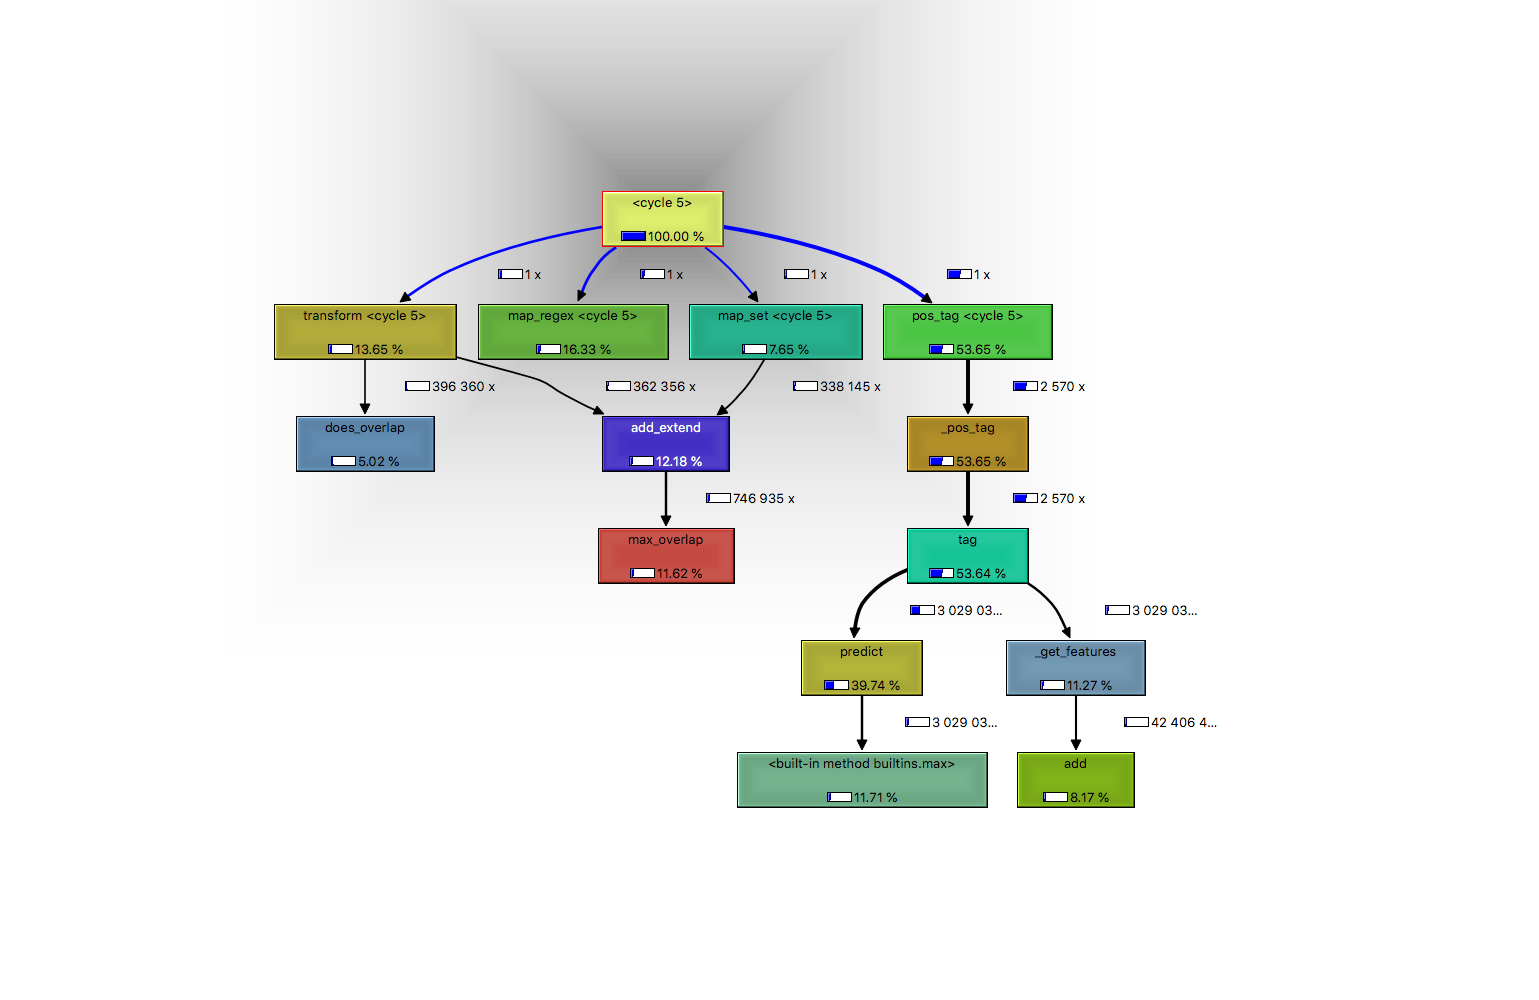 <cycle 5>
100.00 %
1 x
1 x
1 x
1 x
transform <cycle 5>
13.65 %
map_regex <cycle 5>
16.33 %
map_set <cycle 5>
7.65 %
pos_tag <cycle 5>
53.65 %
396 360 x
362 356 x
338 145 x
2 570 x
does_overlap
5.02 %
add_extend
12.18 %
_pos_tag
53.65 %
746 935 x
2 570 x
max_overlap
11.62 %
tag
53.64 %
3 029 03...
3 029 03...
predict
39.74 %
_get_features
11.27 %
3 029 03...
42 406 4...
<built-in method builtins.max>
11.71 %
add
8.17 %